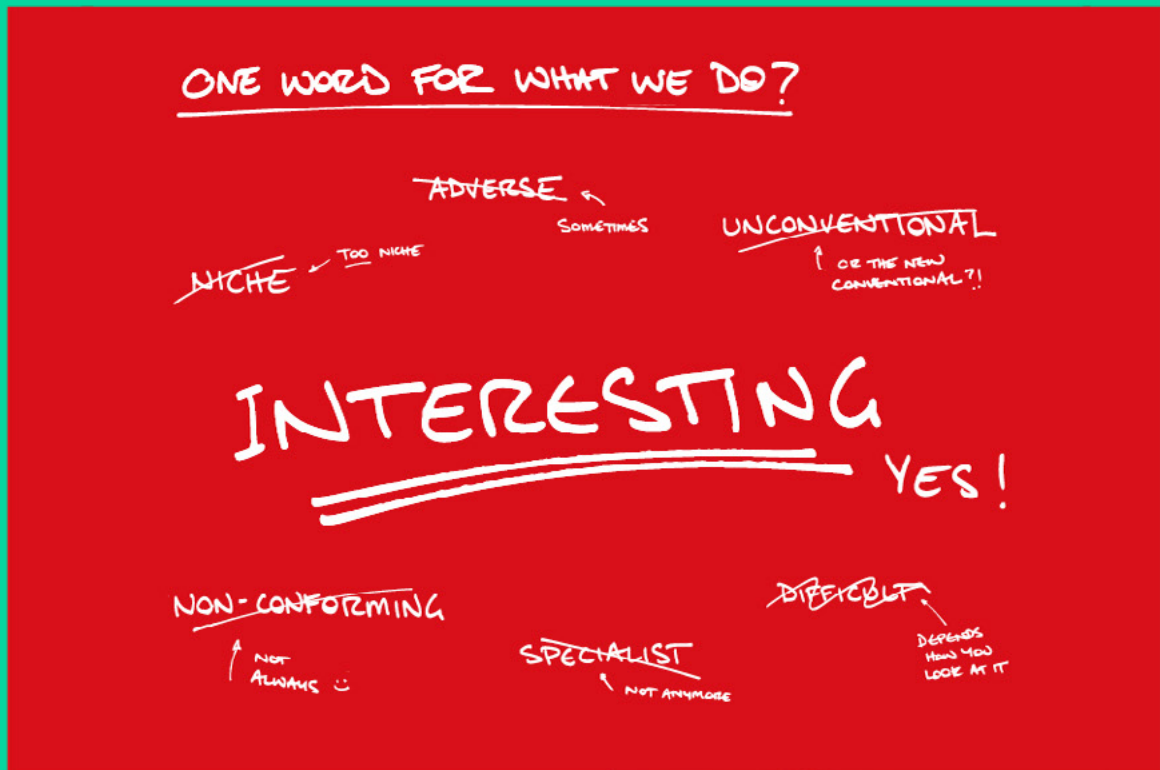 ONE WORD FOR WHAT WE DO?
ADVERSE
SOMETIMES
UNCONVENTIONAL
OR THE NEW
CONVENTIONAL?!
NICHE
TOO NICHE
INTERESTING
YES!
NON-CONFORMING
NOT
ALWAYS :)
SPECIALIST
NOT ANYMORE
DIFFICULT
DEPENDS
HOW YOU
LOOK AT IT